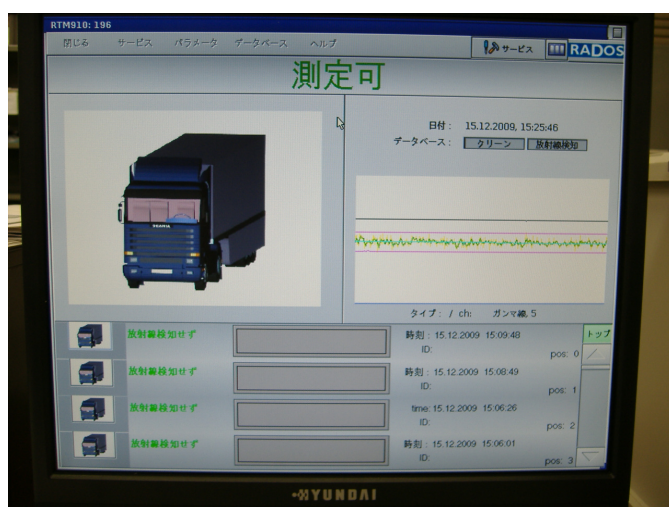 RTM910: 196
閉じる サービス パラメータ データベース ヘルプ
サービス RADOS
測定可
日付 : 15.12.2009, 15:25:46
データベース : クリーン 放射線検知
SCANIA
タイプ : / ch: ガンマ線, 5
放射線検知せず
時刻 : 15.12.2009 15:09:48
ID:
pos: 0
トップ
放射線検知せず
時刻 : 15.12.2009 15:08:49
ID:
pos: 1
放射線検知せず
time: 15.12.2009 15:06:26
ID:
pos: 2
放射線検知せず
時刻 : 15.12.2009 15:06:01
ID:
pos: 3
HYUNDAI